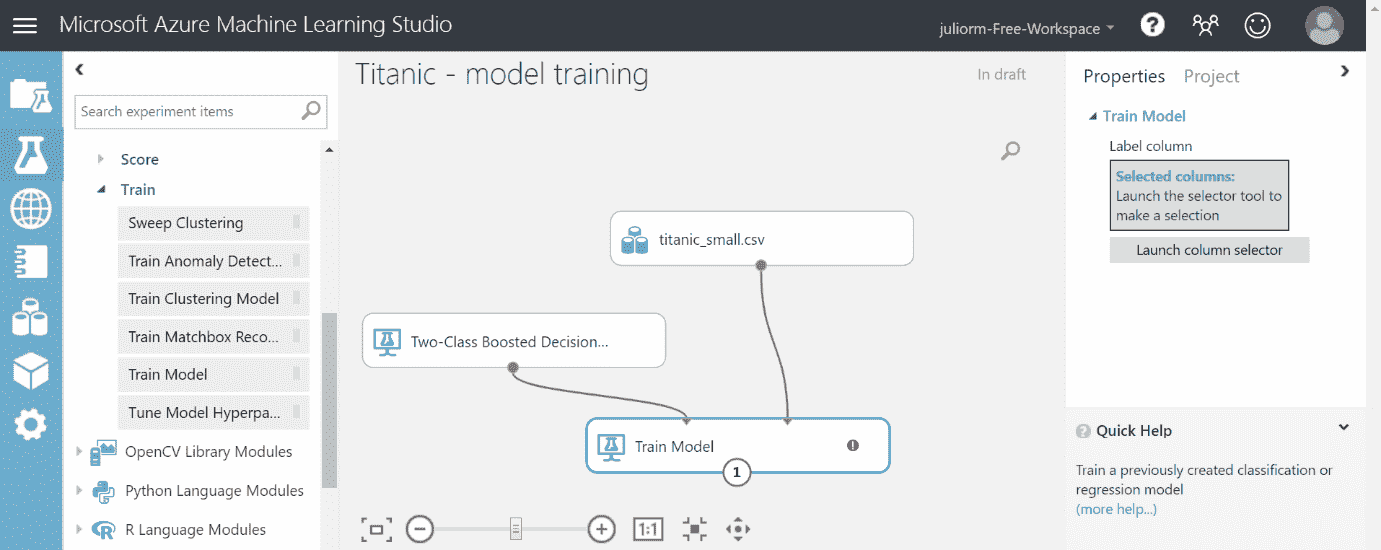 Microsoft Azure Machine Learning Studio
juliorm-Free-Workspace
?
Search experiment items
Score
Train
Sweep Clustering
Train Anomaly Detect...
Train Clustering Model
Train Matchbox Reco...
Train Model
Tune Model Hyperpa...
OpenCV Library Modules
Python Language Modules
R Language Modules
Titanic - model training
In draft
titanic_small.csv
Two-Class Boosted Decision...
Train Model
1
1:1
Properties Project
Train Model
Label column
Selected columns:
Launch the selector tool to
make a selection
Launch column selector
Quick Help
Train a previously created classification or
regression model
(more help...)